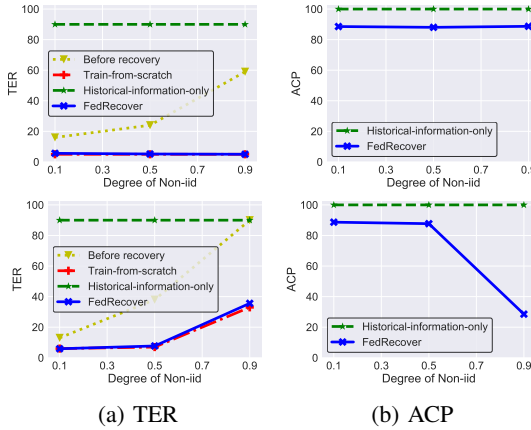 100
80
60
40
20
0
TER
Before recovery
Train-from-scratch
Historical-information-only
FedRecover
0.1 0.3 0.5 0.7 0.9
Degree of Non-iid
100
80
60
40
20
0
ACP
Historical-information-only
FedRecover
0.1 0.3 0.5 0.7 0.9
Degree of Non-iid
100
80
60
40
20
0
TER
Before recovery
Train-from-scratch
Historical-information-only
FedRecover
0.1 0.3 0.5 0.7 0.9
Degree of Non-iid
100
80
60
40
20
0
ACP
Historical-information-only
FedRecover
0.1 0.3 0.5 0.7 0.9
Degree of Non-iid
(a) TER
(b) ACP